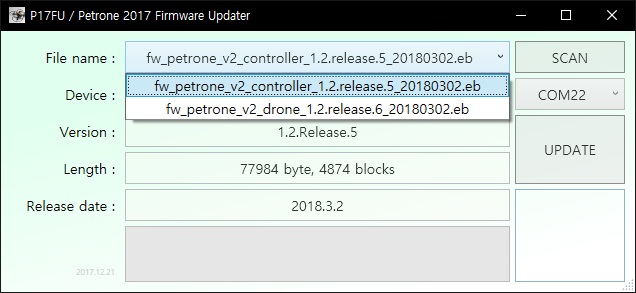 P17FU / Petrone 2017 Firmware Updater
File name : fw_petrone_v2_controller_1.2.release.5_20180302.eb SCAN
fw_petrone_v2_controller_1.2.release.5_20180302.eb
Device : COM22
fw_petrone_v2_drone_1.2.release.6_20180302.eb
Version : 1.2.Release.5
UPDATE
Length : 77984 byte, 4874 blocks
Release date : 2018.3.2
2017.12.21